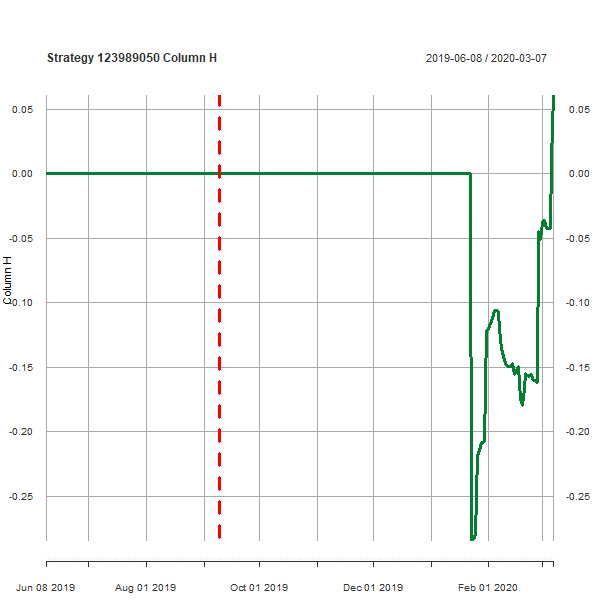 Strategy 123989050 Column H
2019-06-08 / 2020-03-07
0.05
0.00
-0.05
-0.10
-0.15
-0.20
-0.25
Column H
0.05
0.00
-0.05
-0.10
-0.15
-0.20
-0.25
Jun 08 2019
Aug 01 2019
Oct 01 2019
Dec 01 2019
Feb 01 2020